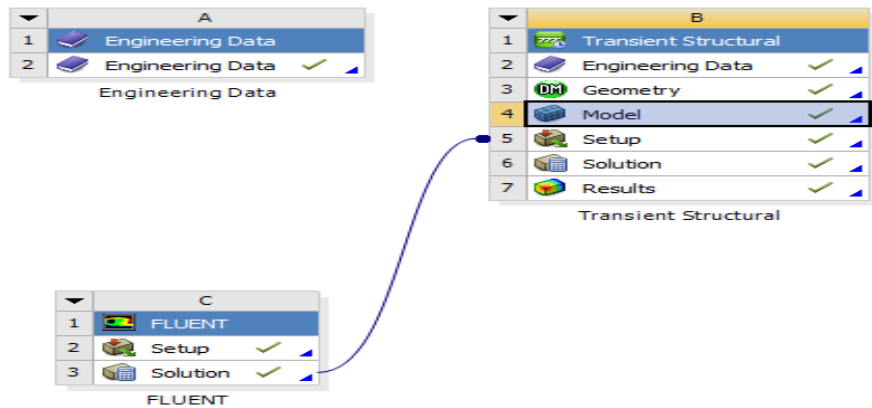 A
1 Engineering Data
2 Engineering Data
Engineering Data
B
1 Transient Structural
2 Engineering Data
3 DM Geometry
4 Model
5 Setup
6 Solution
7 Results
Transient Structural
C
1 FLUENT
2 Setup
3 Solution
FLUENT